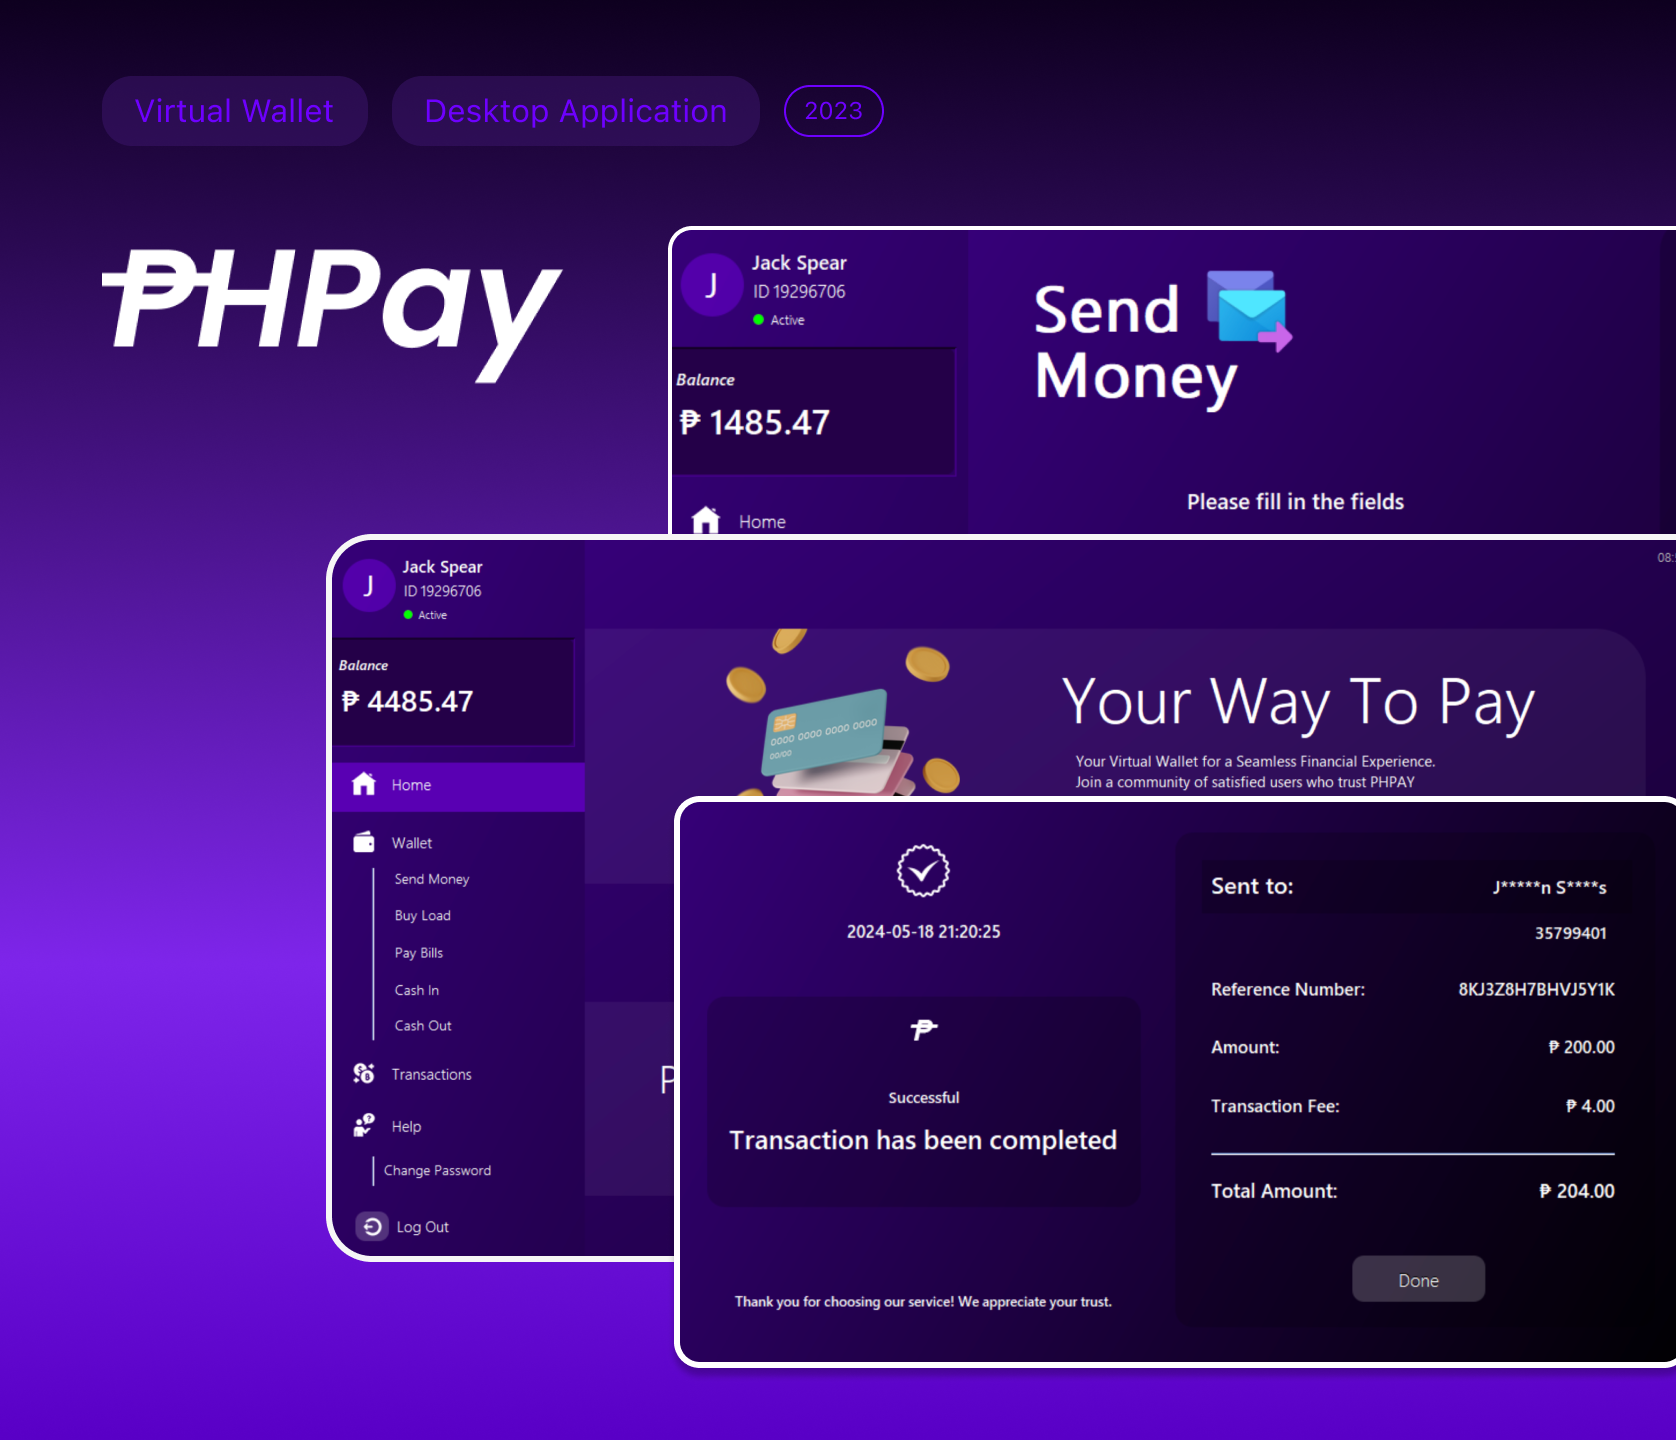 Virtual Wallet
Desktop Application
2023
₱HPay
J
Jack Spear
ID 19296706
Active
Balance
₱ 1485.47
Home
Send
Money
Please fill in the fields
J
Jack Spear
ID 19296706
Active
Balance
₱ 4485.47
Home
Wallet
Send Money
Buy Load
Pay Bills
Cash In
Cash Out
Transactions
Help
Change Password
Log Out
08:
0000 0000 0000 0000
00/00
Your Way To Pay
Your Virtual Wallet for a Seamless Financial Experience.
Join a community of satisfied users who trust PHPAY
P
2024-05-18 21:20:25
₱
Successful
Transaction has been completed
Thank you for choosing our service! We appreciate your trust.
Sent to: J*****n S****s
35799401
Reference Number: 8KJ3Z8H7BHVJ5Y1K
Amount: ₱ 200.00
Transaction Fee: ₱ 4.00
Total Amount: ₱ 204.00
Done